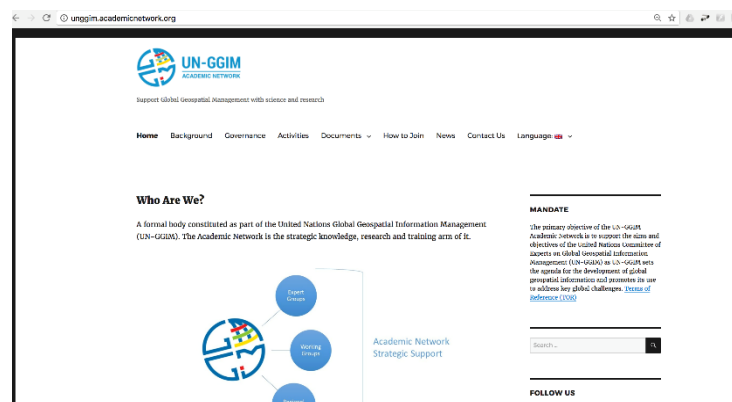 unggim.academicnetwork.org
UN-GGIM
ACADEMIC NETWORK
Support Global Geospatial Management with science and research
Home Background Governance Activities Documents How to Join News Contact Us Language:
Who Are We?
A formal body constituted as part of the United Nations Global Geospatial Information Management
(UN-GGIM). The Academic Network is the strategic knowledge, research and training arm of it.
Expert
Groups
Working
Groups
Regional
Academic Network
Strategic Support
MANDATE
The primary objective of the UN-GGIM
Academic Network is to support the aims and
objectives of the United Nations Committee of
Experts on Global Geospatial Information
Management (UN-GGIM) as UN-GGIM sets
the agenda for the development of global
geospatial information and promotes its use
to address key global challenges. Terms of
Reference (TOR)
Search …
FOLLOW US